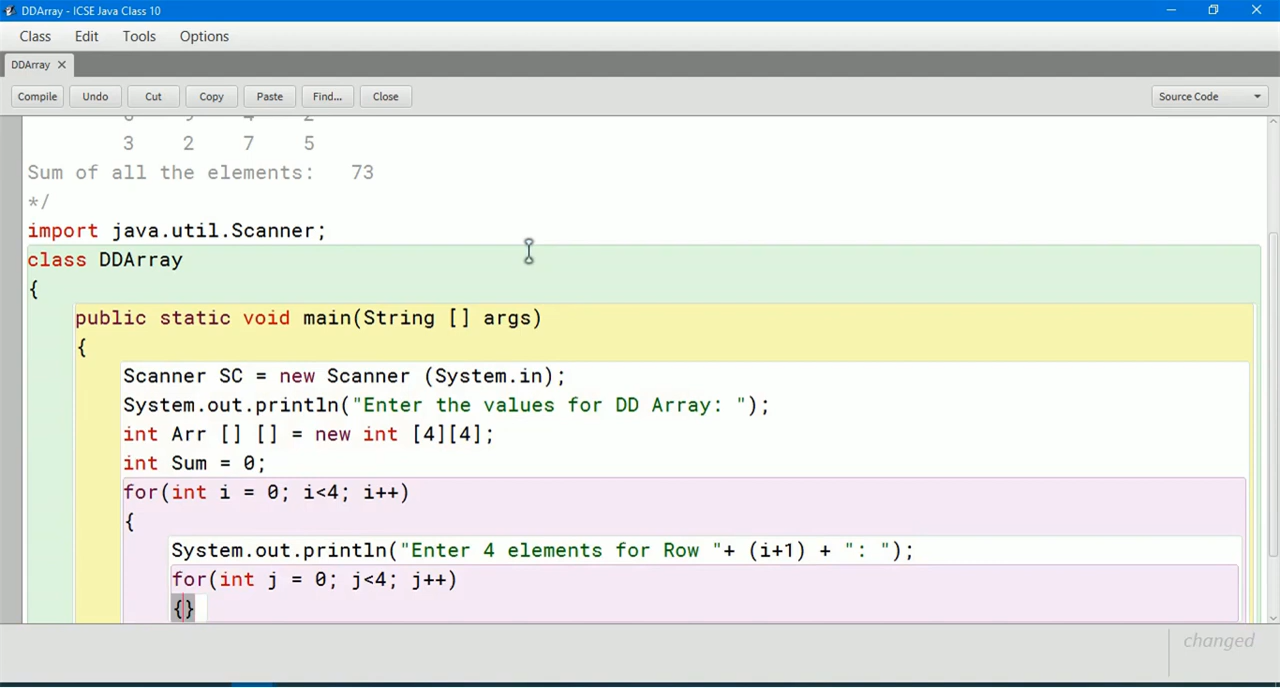 DDArray - ICSE Java Class 10
Class Edit Tools Options
DDArray
Compile Undo Cut Copy Paste Find... Close Source Code
3 2 7 5
Sum of all the elements: 73
*/
import java.util.Scanner;
class DDArray
{
public static void main(String [] args)
{
Scanner SC = new Scanner (System.in);
System.out.println("Enter the values for DD Array: ");
int Arr [] [] = new int [4][4];
int Sum = 0;
for(int i = 0; i<4; i++)
{
System.out.println("Enter 4 elements for Row "+ (i+1) + ": ");
for(int j = 0; j<4; j++)
{}
changed